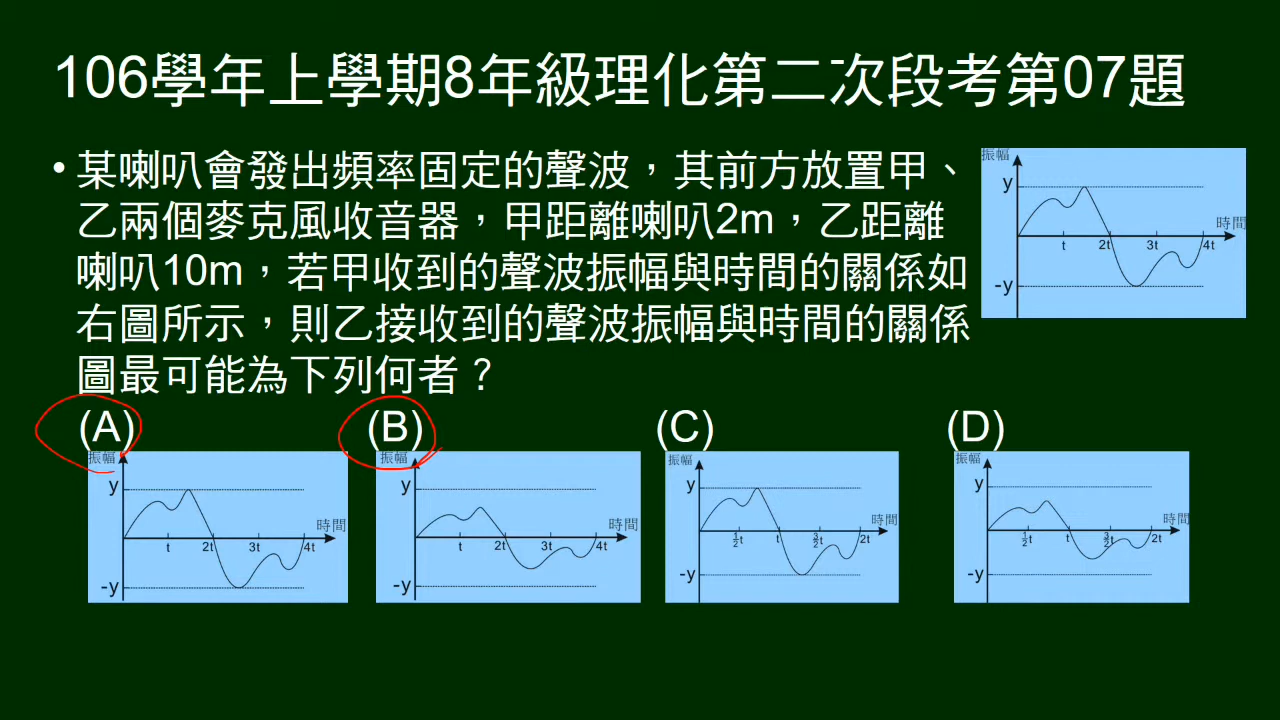 106學年上學期8年級理化第二次段考第07題
• 某喇叭會發出頻率固定的聲波，其前方放置甲、
乙兩個麥克風收音器，甲距離喇叭2m，乙距離
喇叭10m，若甲收到的聲波振幅與時間的關係如
右圖所示，則乙接收到的聲波振幅與時間的關係
圖最可能為下列何者？
振幅
y
時間
t 2t 3t 4t
-y
(A) (B) (C) (D)
振幅
y
時間
t 2t 3t 4t
-y
振幅
y
時間
t 2t 3t 4t
-y
振幅
y
時間
1/2t t 3/2t 2t
-y
振幅
y
時間
1/2t t 3/2t 2t
-y